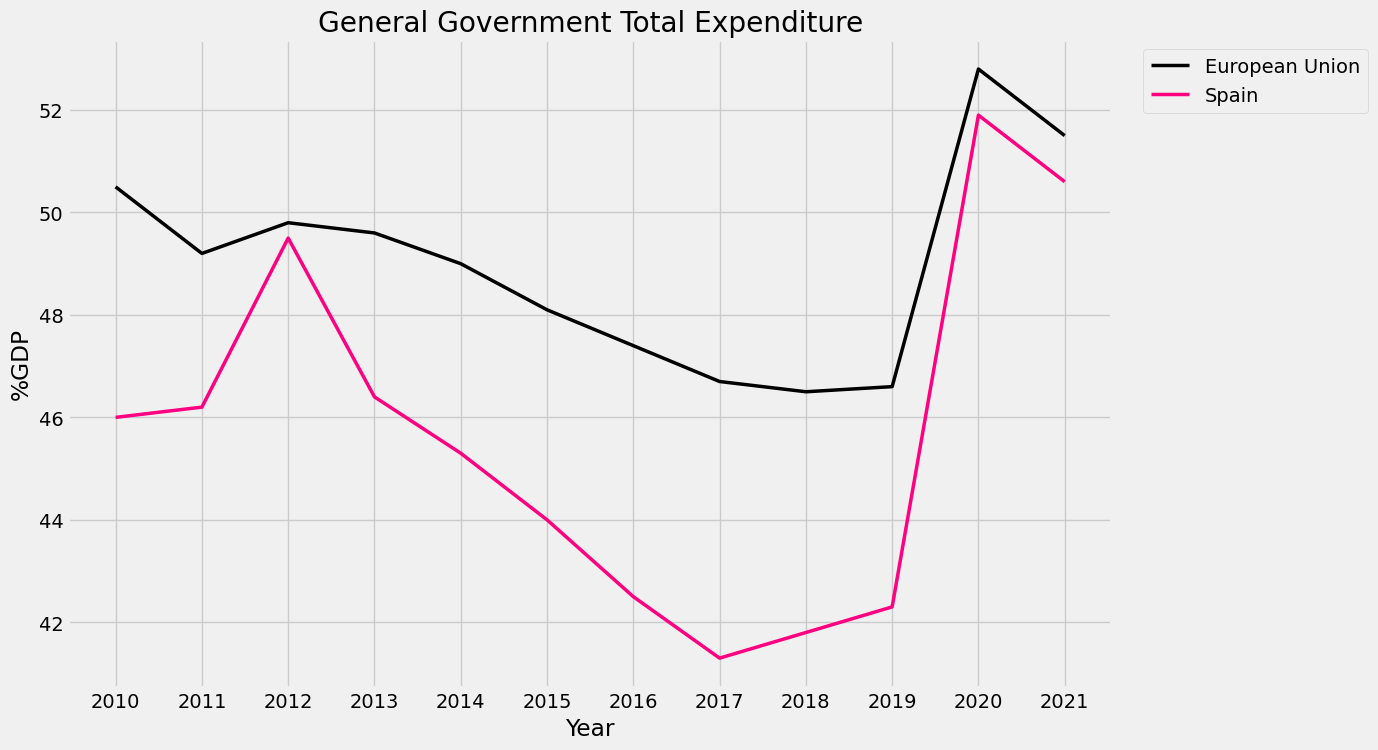 General Government Total Expenditure
European Union
Spain
%GDP
52
50
48
46
44
42
2010 2011 2012 2013 2014 2015 2016 2017 2018 2019 2020 2021
Year